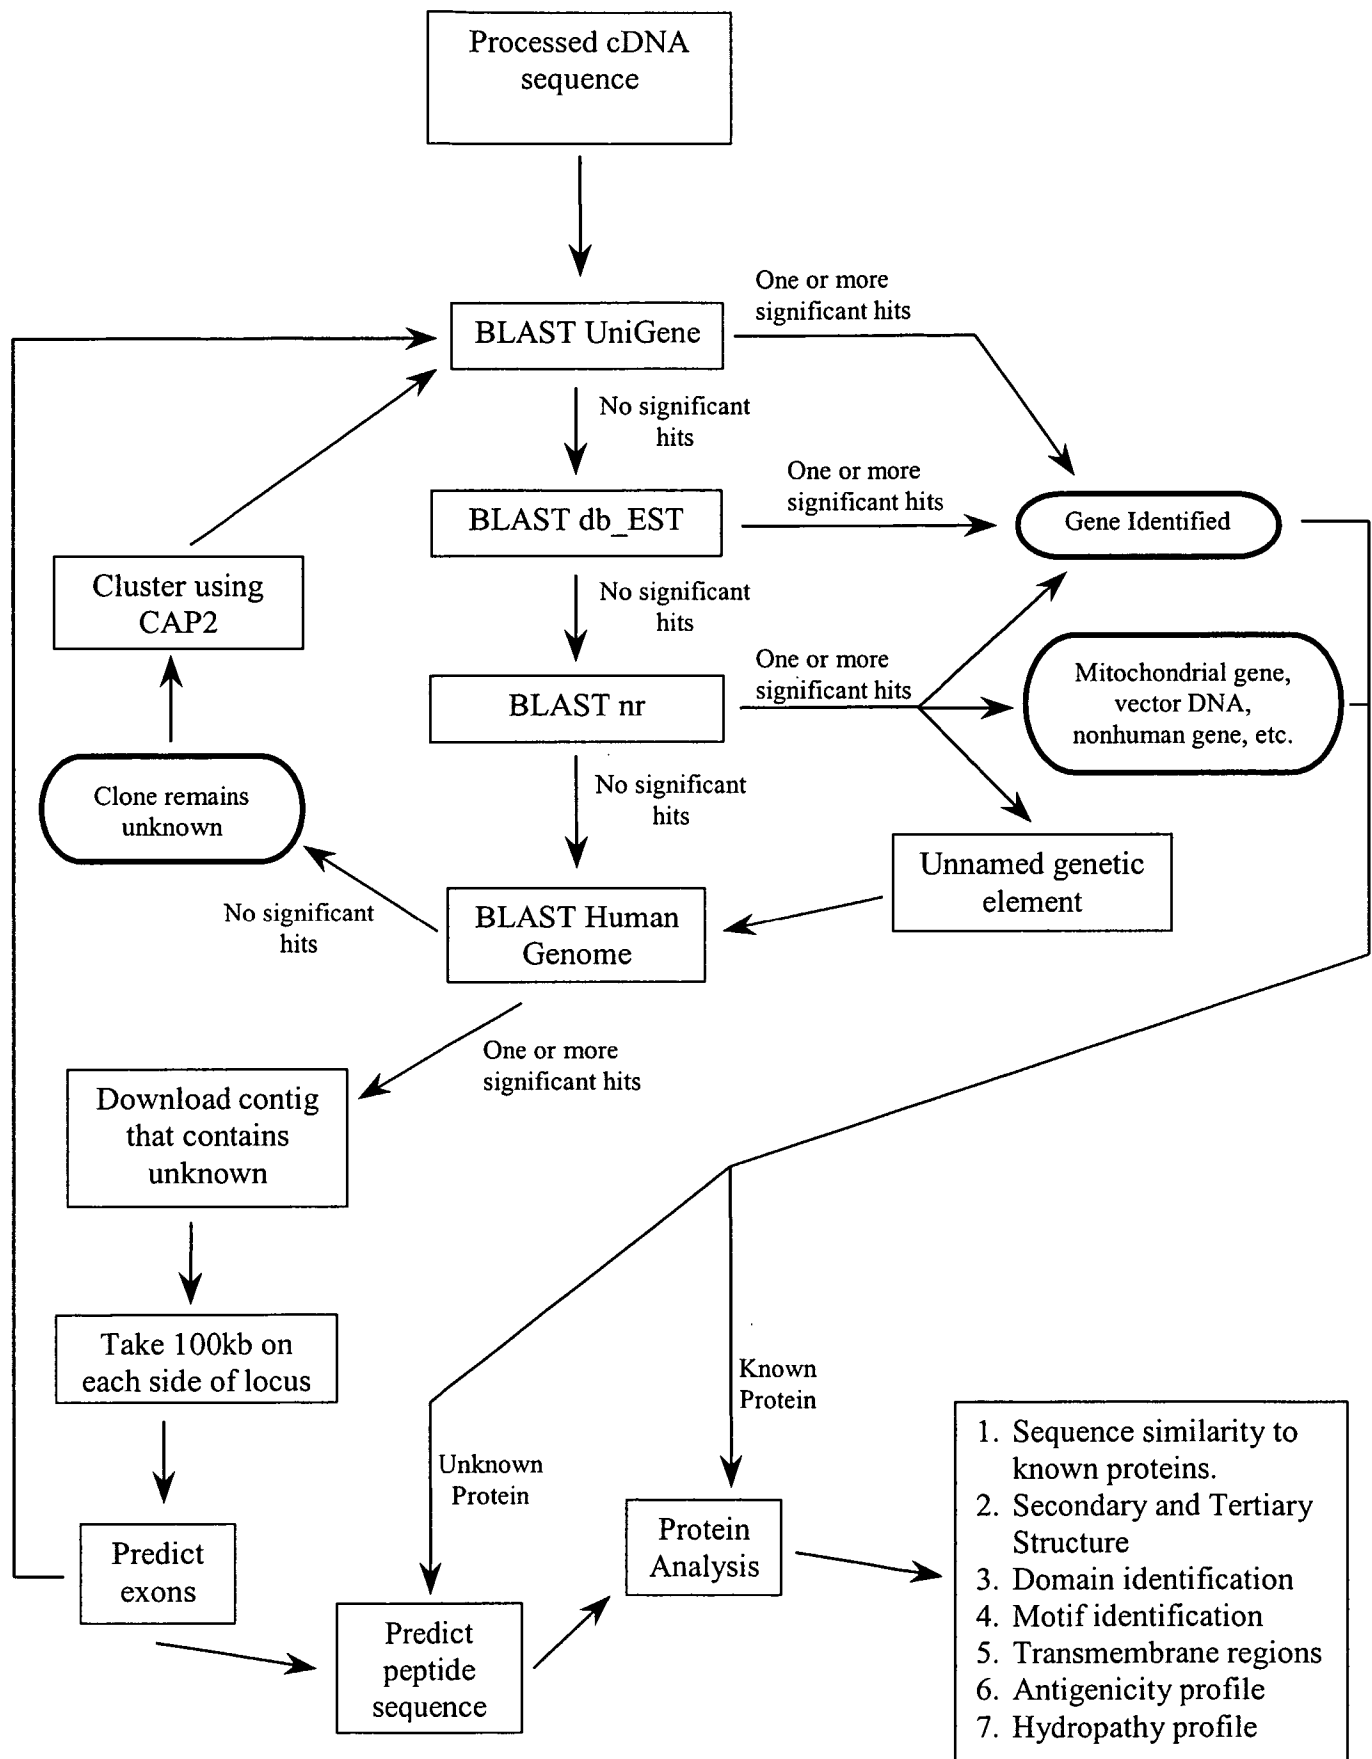 Processed cDNA
sequence
One or more
significant hits
BLAST UniGene
No significant
hits
One or more
significant hits
BLAST db_EST
Gene Identified
Cluster using
CAP2
No significant
hits
One or more
significant hits
BLAST nr
Mitochondrial gene,
vector DNA,
nonhuman gene, etc.
Clone remains
unknown
No significant
hits
Unnamed genetic
element
No significant
hits
BLAST Human
Genome
One or more
significant hits
Download contig
that contains
unknown
Take 100kb on
each side of locus
Known
Protein
Unknown
Protein
Predict
exons
Protein
Analysis
Predict
peptide
sequence
1. Sequence similarity to
known proteins.
2. Secondary and Tertiary
Structure
3. Domain identification
4. Motif identification
5. Transmembrane regions
6. Antigenicity profile
7. Hydropathy profile